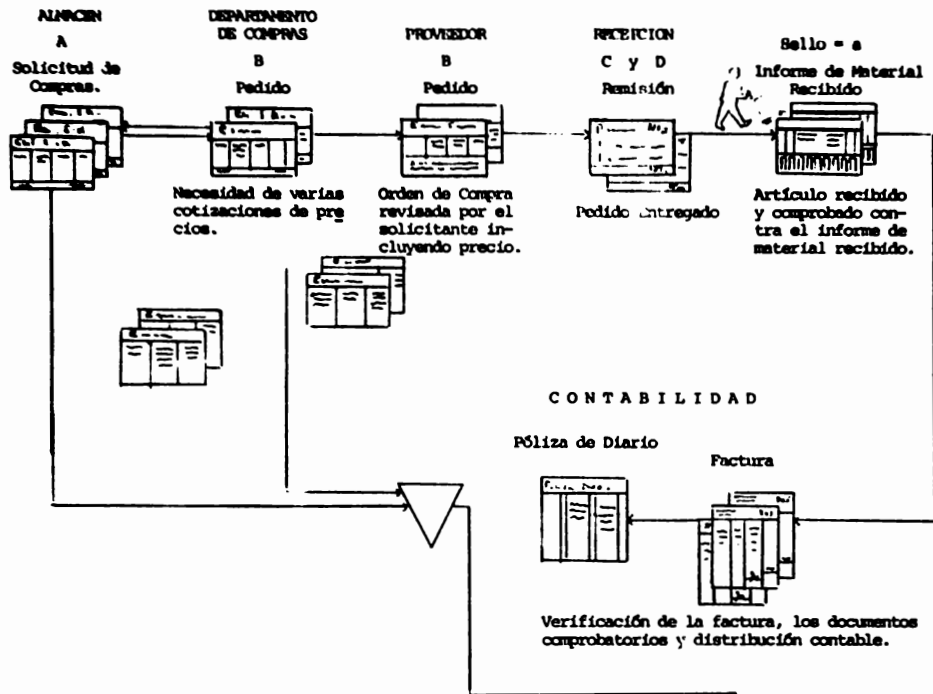 ALMACEN
A
Solicitud de
Compras.
DEPARTAMENTO
DE COMPRAS
B
Pedido
Necesidad de varias
cotizaciones de pre
cios.
PROVEEDOR
B
Pedido
Orden de Compra
revisada por el
solicitante in-
cluyendo precio.
RECEPCION
C y D
Remisión
Pedido Entregado
Sello = a
Informe de Material
Recibido
Artículo recibido
y comprobado con-
tra el informe de
material recibido.
CONTABILIDAD
Póliza de Diario
Factura
Verificación de la factura, los documentos
comprobatorios y distribución contable.